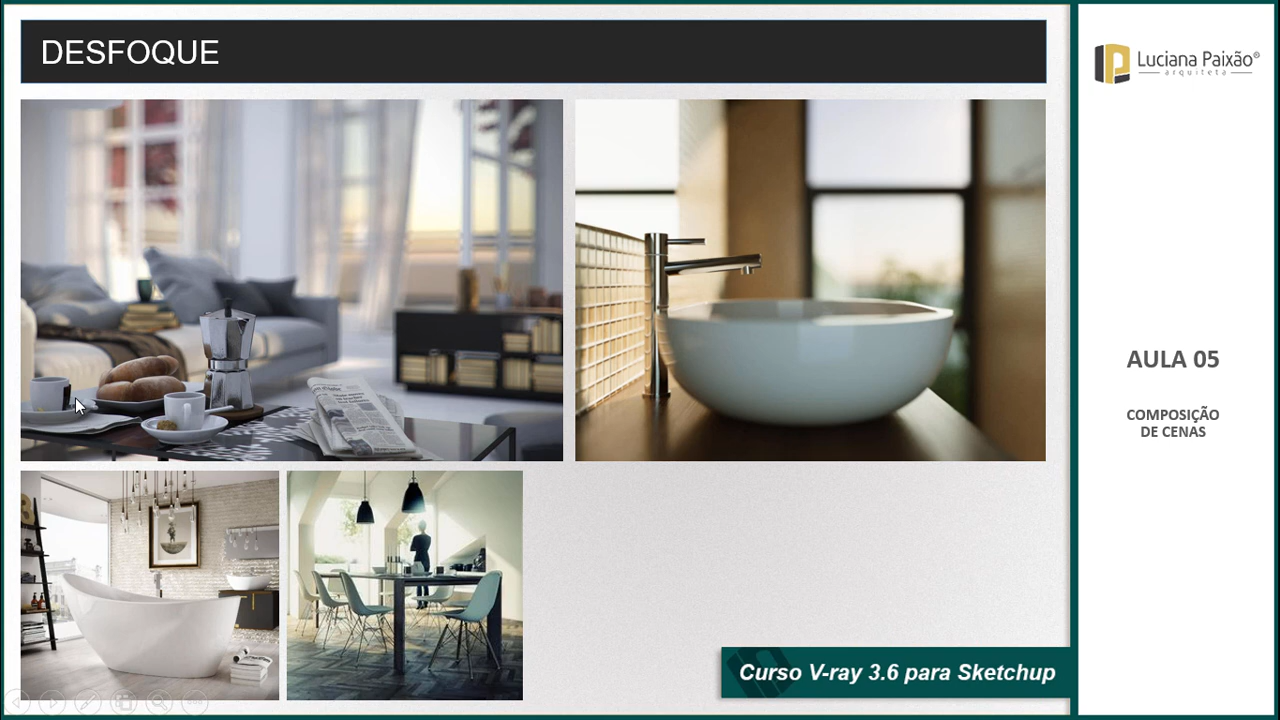 DESFOQUE
Luciana Paixão®
arquiteta
AULA 05
COMPOSIÇÃO
DE CENAS
Curso V-ray 3.6 para Sketchup